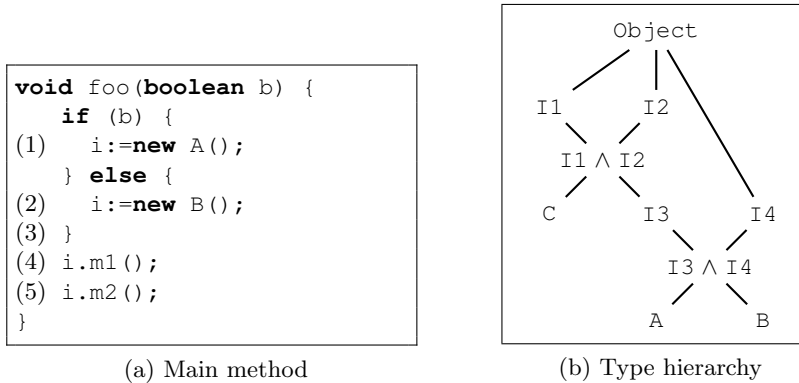 void foo(boolean b) {
if (b) {
(1) i:=new A();
} else {
(2) i:=new B();
(3) }
(4) i.m1();
(5) i.m2();
}
(a) Main method
Object
I1 I2
I1 ∧ I2
C I3 I4
I3 ∧ I4
A B
(b) Type hierarchy